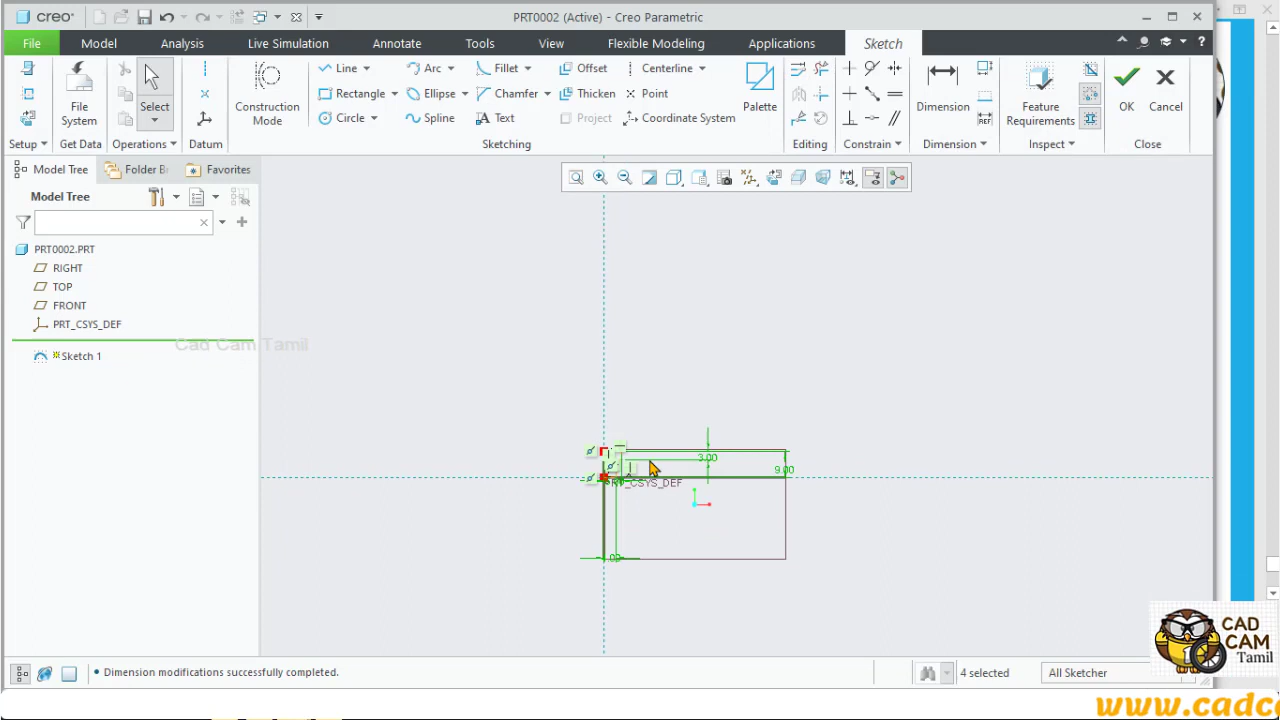 creo
PRT0002 (Active) - Creo Parametric
File
Model
Analysis
Live Simulation
Annotate
Tools
View
Flexible Modeling
Applications
Sketch
File System
Select
Construction Mode
Line
Rectangle
Circle
Arc
Ellipse
Spline
Fillet
Chamfer
Text
Offset
Thicken
Project
Centerline
Point
Coordinate System
Palette
Dimension
Feature Requirements
OK
Cancel
Setup
Get Data
Operations
Datum
Sketching
Editing
Constrain
Dimension
Inspect
Close
Model Tree
Folder B
Favorites
Model Tree
PRT0002.PRT
RIGHT
TOP
FRONT
PRT_CSYS_DEF
Sketch 1
Cad Cam Tamil
3.00
9.00
_CSYS_DEF
Dimension modifications successfully completed.
4 selected
All Sketcher
CAD
CAM
Tamil
www.cadc